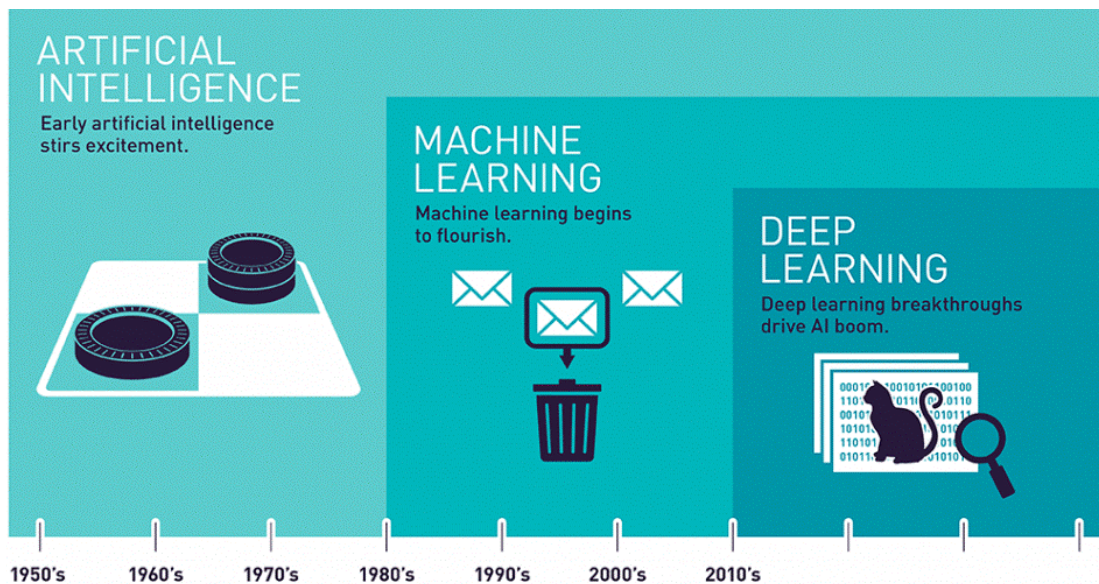 ARTIFICIAL
INTELLIGENCE
Early artificial intelligence
stirs excitement.
MACHINE
LEARNING
Machine learning begins
to flourish.
DEEP
LEARNING
Deep learning breakthroughs
drive AI boom.
1950's 1960's 1970's 1980's 1990's 2000's 2010's